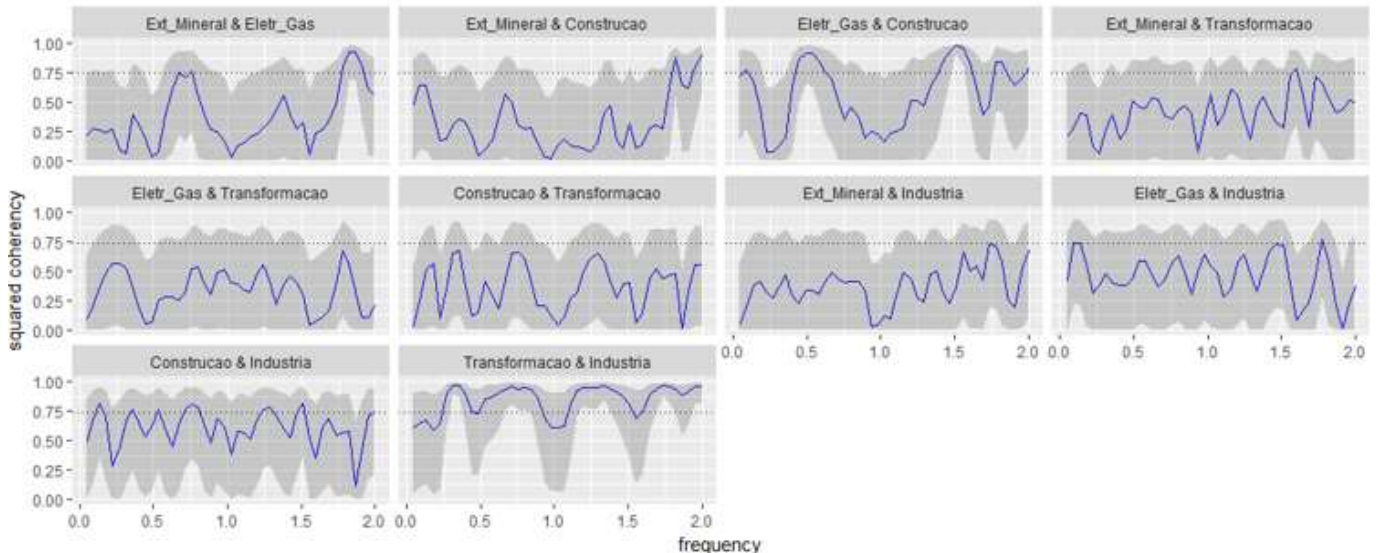 Ext_Mineral & Eletr_Gas
Ext_Mineral & Construcao
Eletr_Gas & Construcao
Ext_Mineral & Transformacao
1.00
0.75
0.50
0.25
0.00
Eletr_Gas & Transformacao
Construcao & Transformacao
Ext_Mineral & Industria
Eletr_Gas & Industria
1.00
0.75
0.50
0.25
0.00
0.0 0.5 1.0 1.5 2.0
0.0 0.5 1.0 1.5 2.0
Construcao & Industria
Transformacao & Industria
1.00
0.75
0.50
0.25
0.00
0.0 0.5 1.0 1.5 2.0
0.0 0.5 1.0 1.5 2.0
squared coherency
frequency